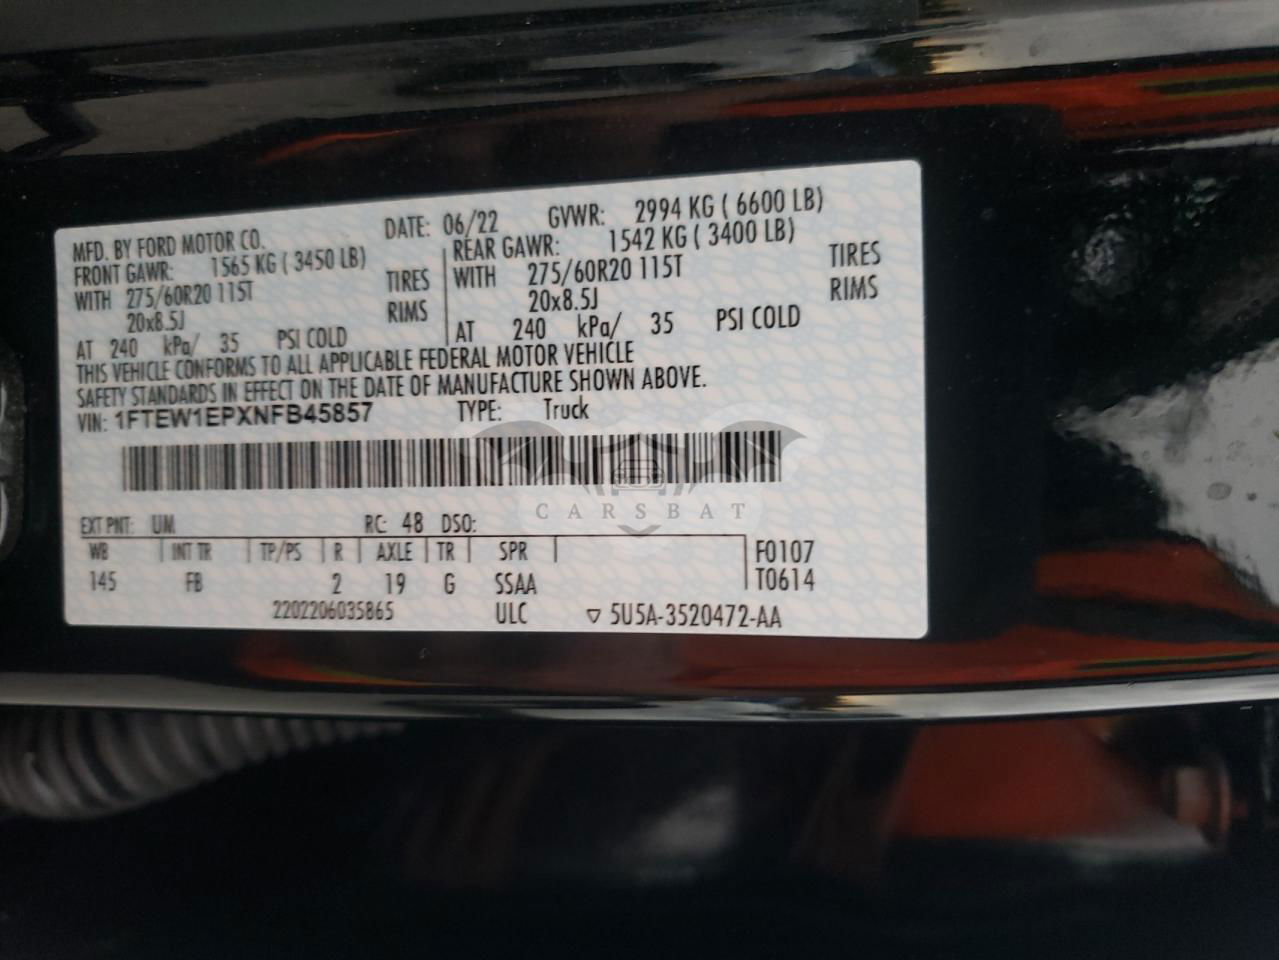 MFD. BY FORD MOTOR CO. DATE: 06/22 GVWR: 2994 KG ( 6600 LB)
FRONT GAWR: 1565 KG ( 3450 LB) REAR GAWR: 1542 KG ( 3400 LB)
WITH 275/60R20 115T TIRES WITH 275/60R20 115T TIRES
20x8.5J RIMS 20x8.5J RIMS
AT 240 kPa/ 35 PSI COLD AT 240 kPa/ 35 PSI COLD
THIS VEHICLE CONFORMS TO ALL APPLICABLE FEDERAL MOTOR VEHICLE
SAFETY STANDARDS IN EFFECT ON THE DATE OF MANUFACTURE SHOWN ABOVE.
VIN: 1FTEW1EPXNFB45857 TYPE: Truck
CARSBAT
EXT PNT: UM RC: 48 DSO:
WB INT TR TP/PS R AXLE TR SPR F0107
145 FB 2 19 G SSAA T0614
2202206035865 ULC ▽ 5U5A-3520472-AA